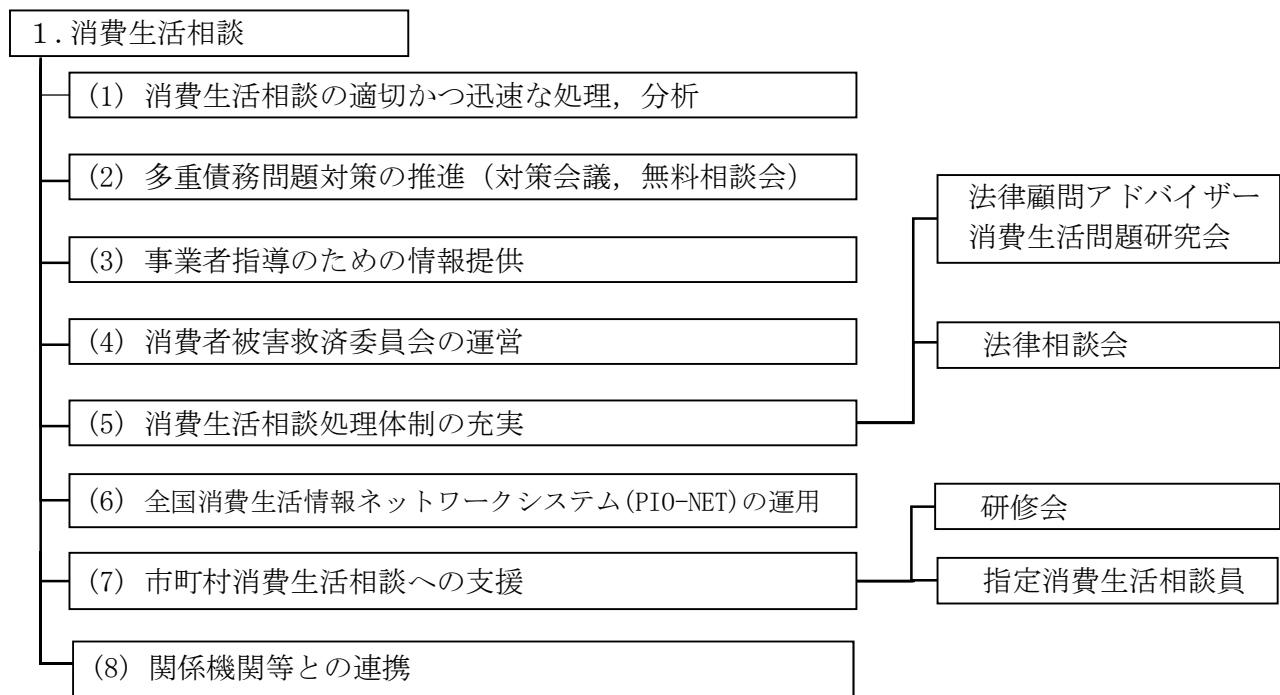 １.消費生活相談
(1) 消費生活相談の適切かつ迅速な処理，分析
(2) 多重債務問題対策の推進（対策会議，無料相談会）
(3) 事業者指導のための情報提供
(4) 消費者被害救済委員会の運営
(5) 消費生活相談処理体制の充実
法律顧問アドバイザー
消費生活問題研究会
法律相談会
(6) 全国消費生活情報ネットワークシステム(PIO-NET)の運用
(7) 市町村消費生活相談への支援
研修会
指定消費生活相談員
(8) 関係機関等との連携